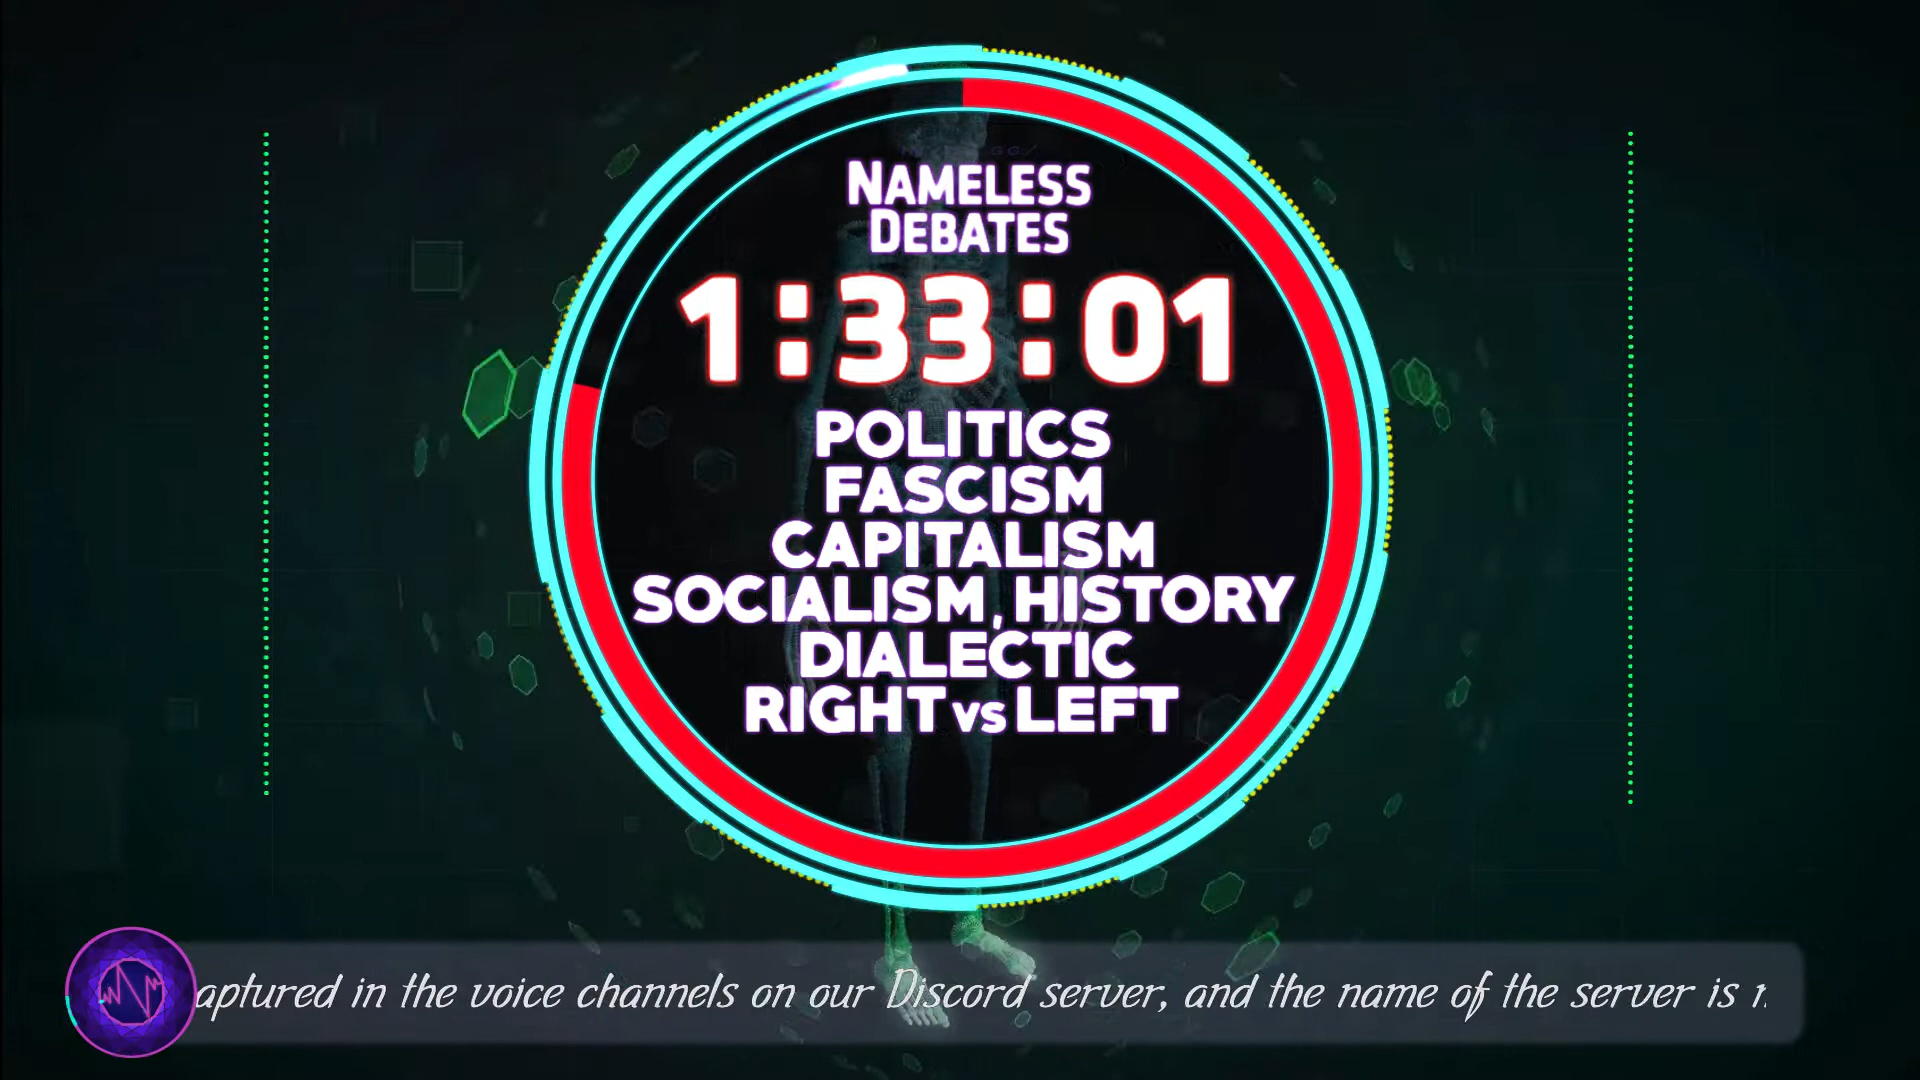 NAMELESS
DEBATES
1:33:01
POLITICS
FASCISM
CAPITALISM
SOCIALISM, HISTORY
DIALECTIC
RIGHT vs LEFT
aptured in the voice channels on our Discord server, and the name of the server is